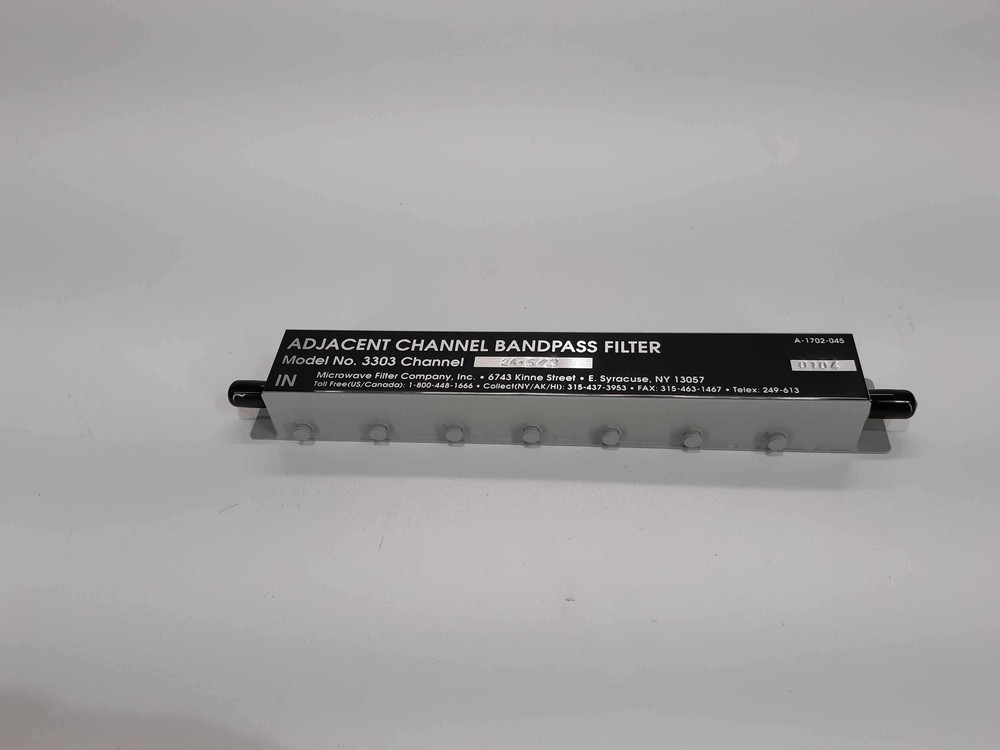 ADJACENT CHANNEL BANDPASS FILTER
A-1702-045
Model No. 3303 Channel
IN
Microwave Filter Company, Inc. • 6743 Kinne Street • E. Syracuse, NY 13057
Toll Free(US/Canada): 1-800-448-1666 • Collect(NY/AK/HI): 315-437-3953 • FAX: 315-463-1467 • Telex: 249-613